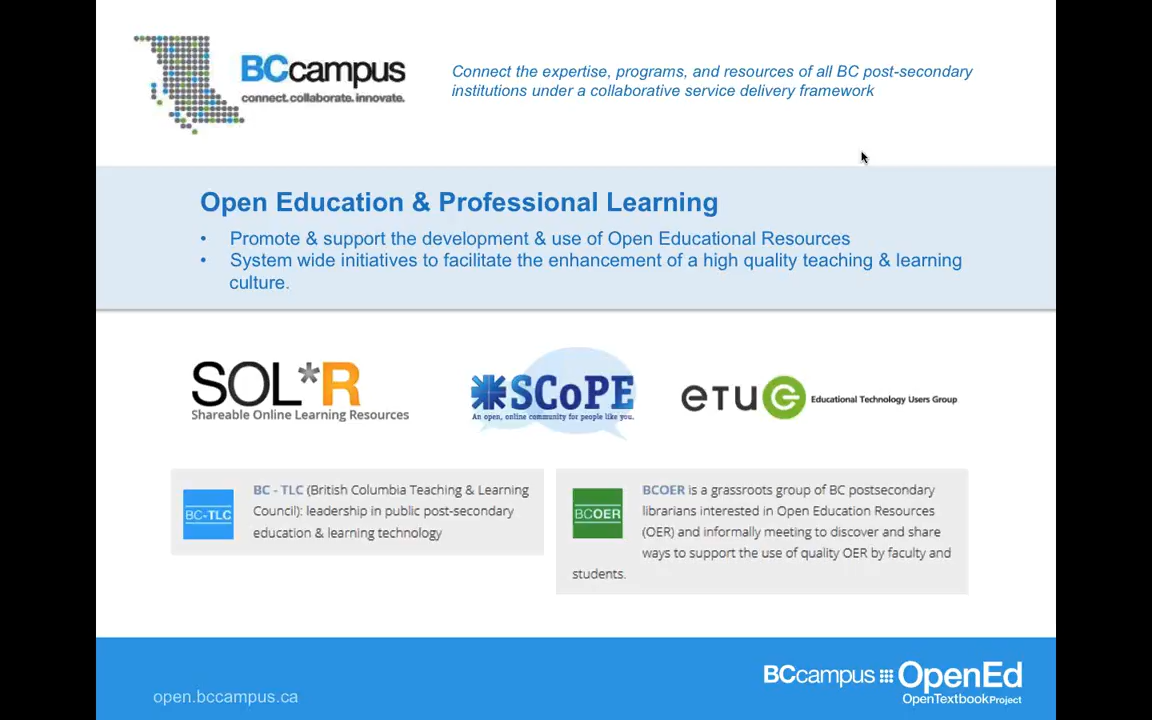 BCcampus
connect.collaborate.innovate.
Connect the expertise, programs, and resources of all BC post-secondary
institutions under a collaborative service delivery framework
Open Education & Professional Learning
• Promote & support the development & use of Open Educational Resources
• System wide initiatives to facilitate the enhancement of a high quality teaching & learning
culture.
SOL*R
Shareable Online Learning Resources
SCoPE
An open, online community for people like you.
eTUG
Educational Technology Users Group
BC-TLC
BC - TLC (British Columbia Teaching & Learning
Council): leadership in public post-secondary
education & learning technology
BCOER
BCOER is a grassroots group of BC postsecondary
librarians interested in Open Education Resources
(OER) and informally meeting to discover and share
ways to support the use of quality OER by faculty and
students.
open.bccampus.ca
BCcampus OpenEd
OpenTextbookProject